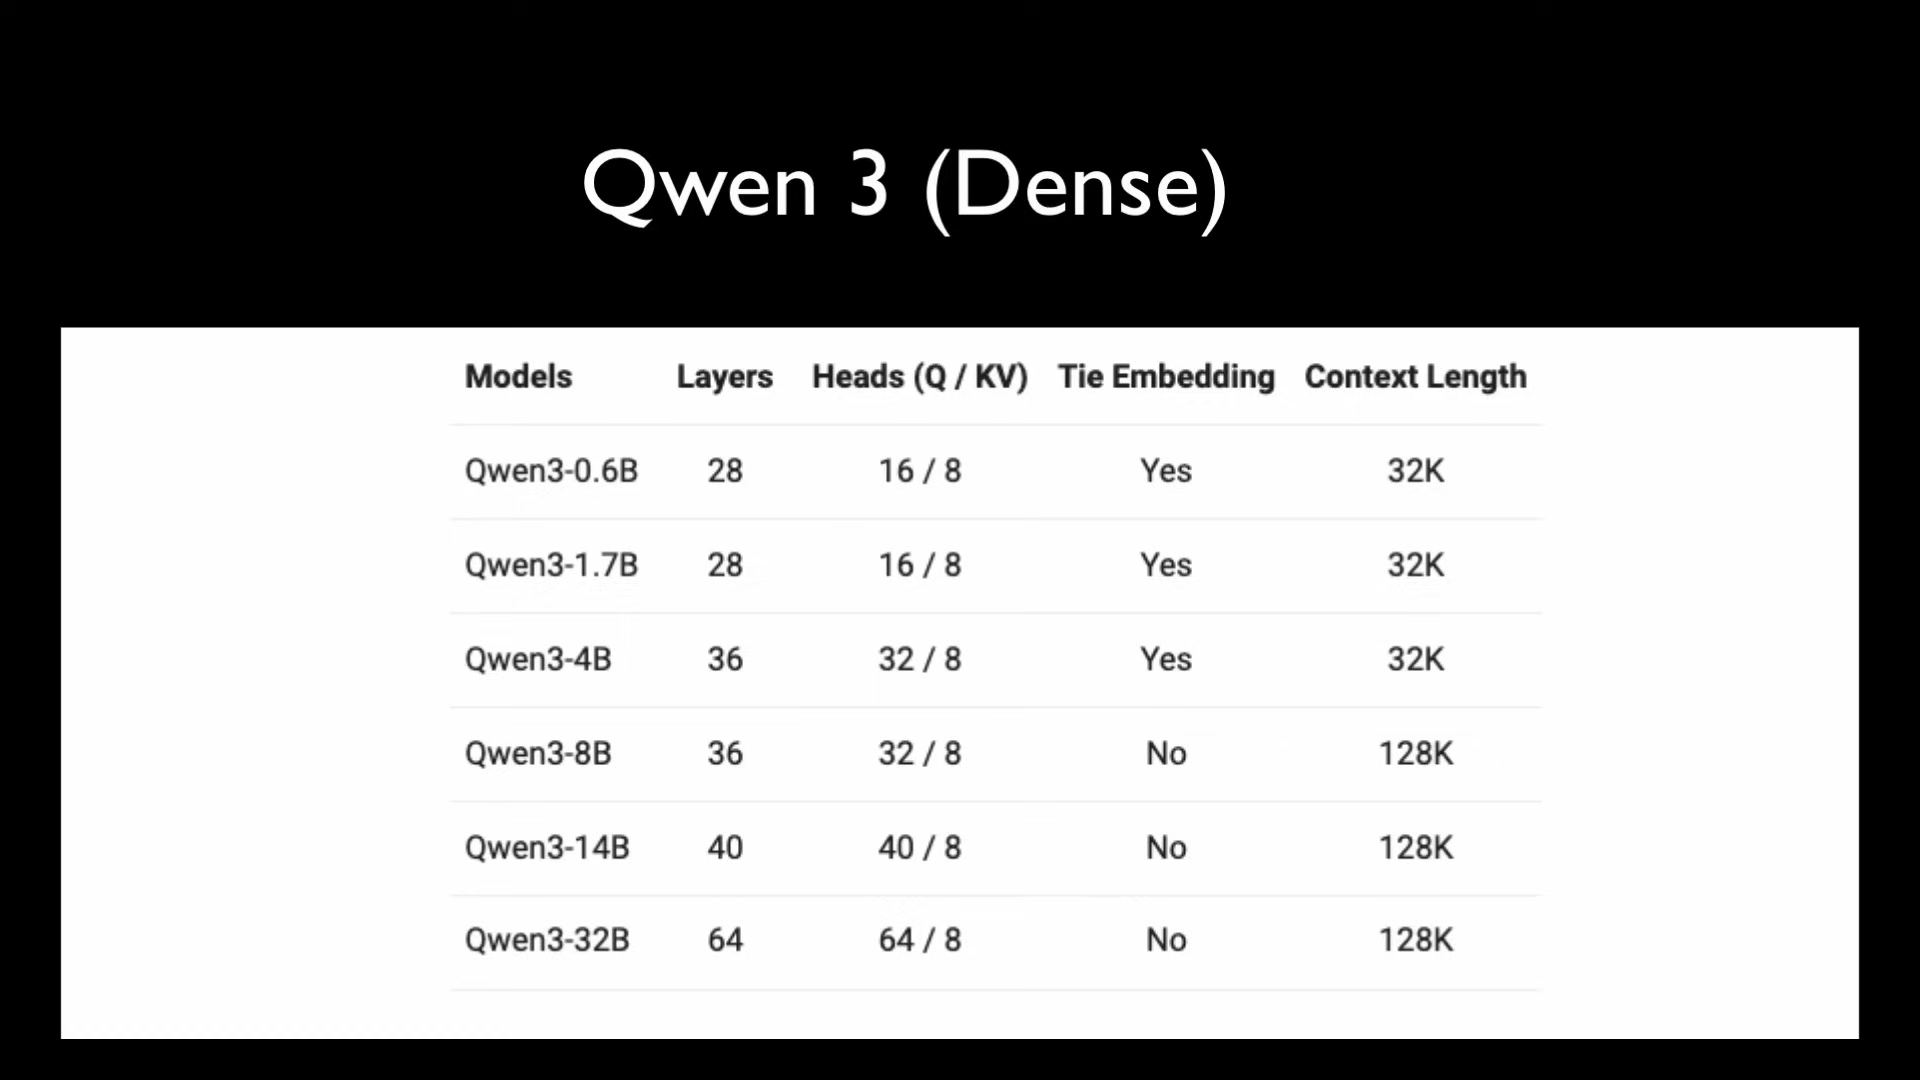 Qwen 3 (Dense)
Models Layers Heads (Q / KV) Tie Embedding Context Length
Qwen3-0.6B 28 16 / 8 Yes 32K
Qwen3-1.7B 28 16 / 8 Yes 32K
Qwen3-4B 36 32 / 8 Yes 32K
Qwen3-8B 36 32 / 8 No 128K
Qwen3-14B 40 40 / 8 No 128K
Qwen3-32B 64 64 / 8 No 128K